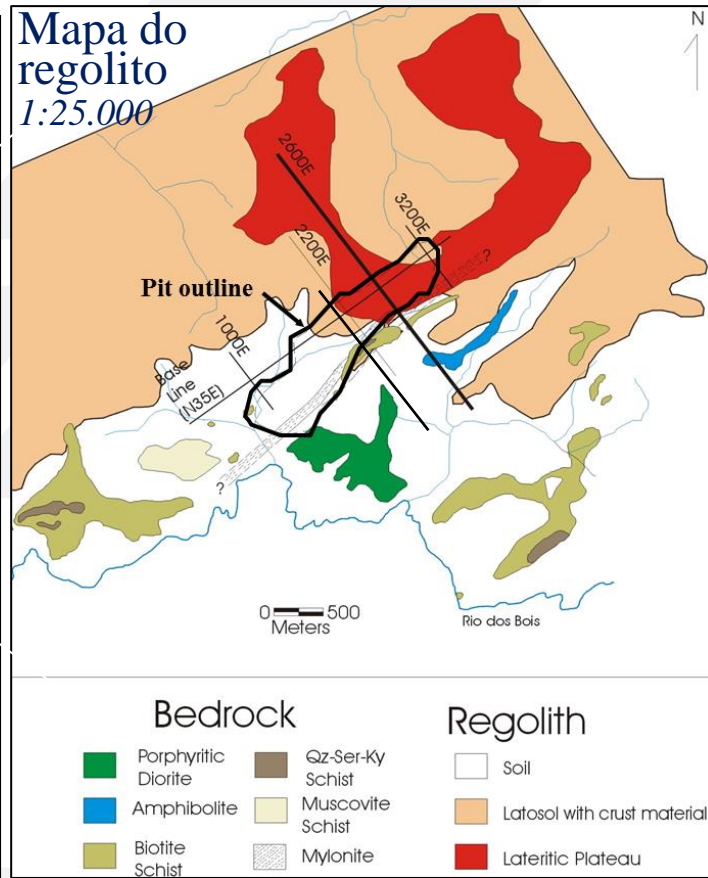 Mapa do
regolito
1:25.000
N
2600E
3200E
2200E
?
Pit outline
1000E
Base
Line
(N35E)
?
0 500
Meters
Rio dos Bois
Bedrock
Porphyritic
Diorite
Amphibolite
Biotite
Schist
Qz-Ser-Ky
Schist
Muscovite
Schist
Mylonite
Regolith
Soil
Latosol with crust material
Lateritic Plateau